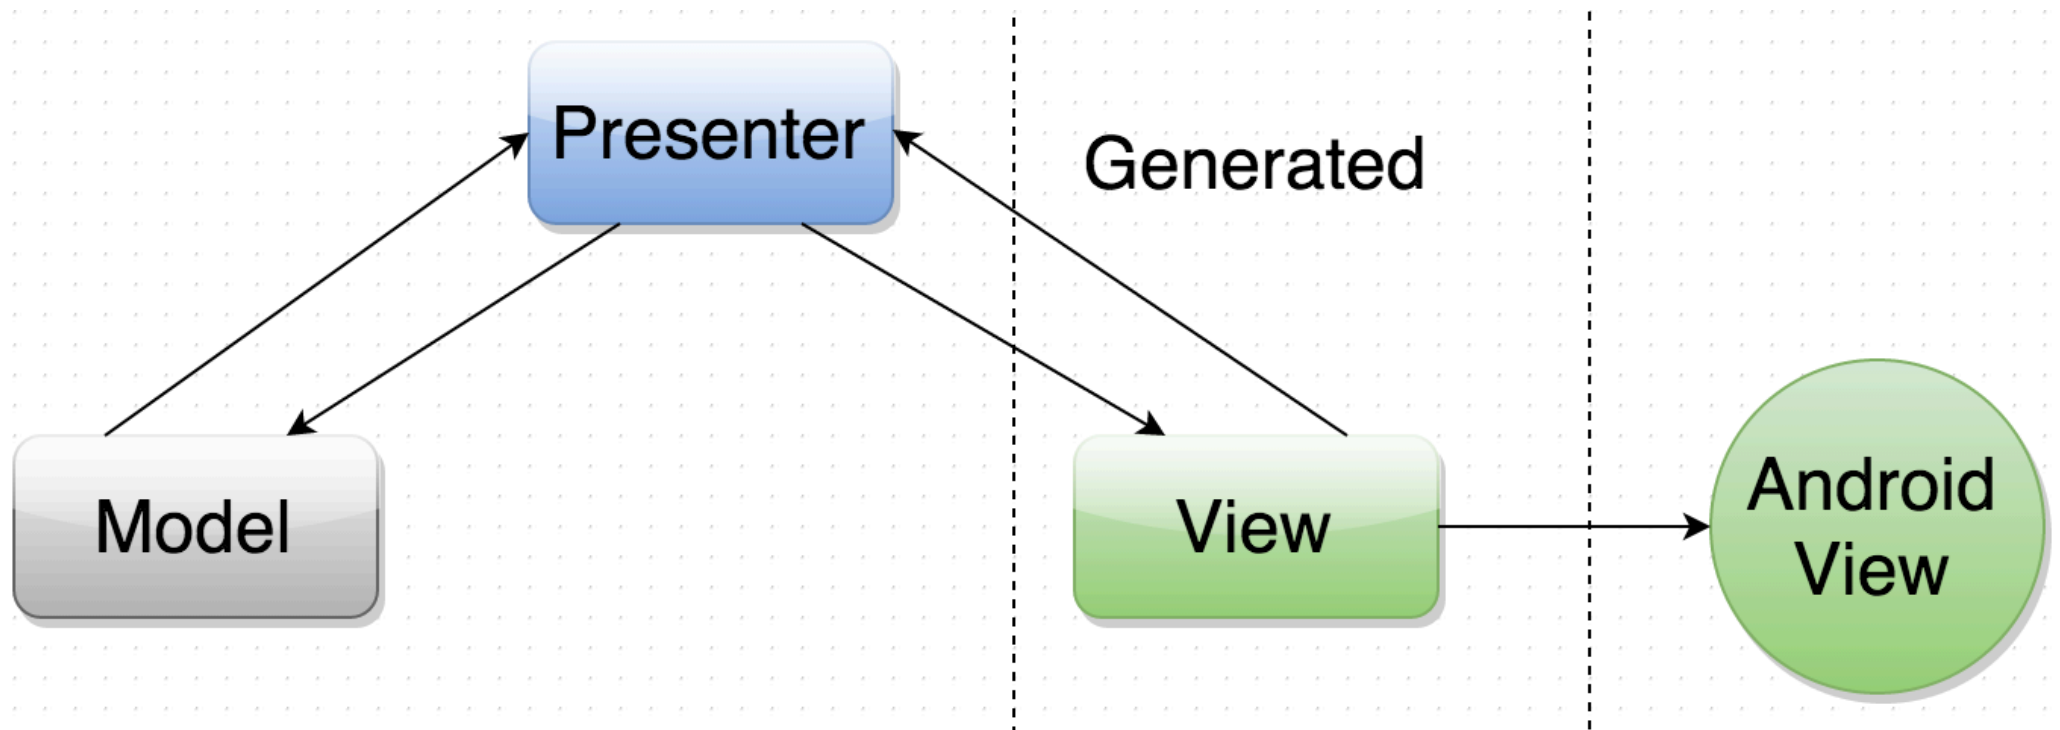 Presenter
Generated
Model
View
Android
View